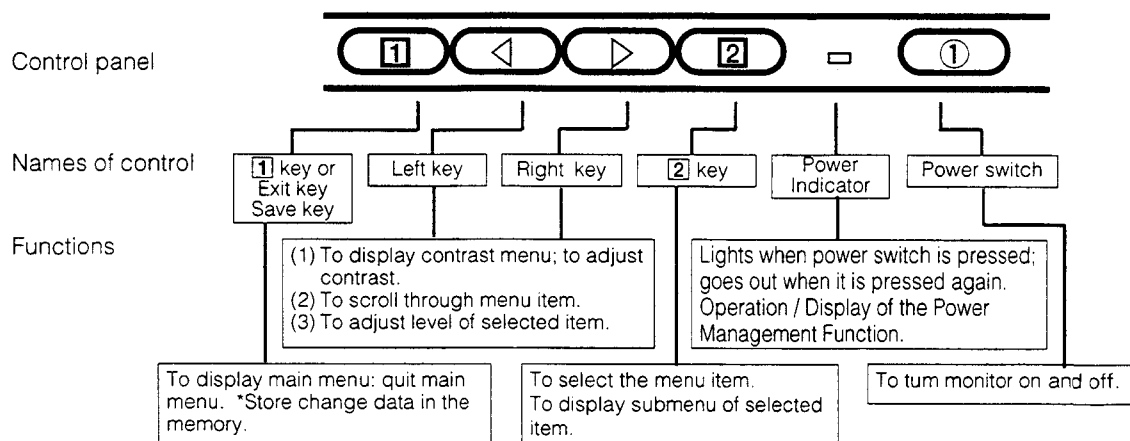 Control panel
1
2
①
Names of control
1 key or
Exit key
Save key
Left key
Right key
2 key
Power
Indicator
Power switch
Functions
(1) To display contrast menu; to adjust
contrast.
(2) To scroll through menu item.
(3) To adjust level of selected item.
Lights when power switch is pressed;
goes out when it is pressed again.
Operation / Display of the Power
Management Function.
To display main menu: quit main
menu. *Store change data in the
memory.
To select the menu item.
To display submenu of selected
item.
To tum monitor on and off.